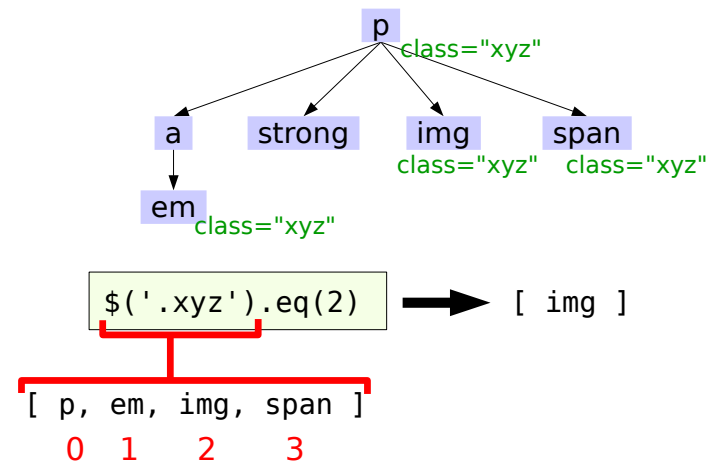 p
class="xyz"
a strong img span
class="xyz" class="xyz"
em
class="xyz"
$('.xyz').eq(2) [ img ]
[ p, em, img, span ]
0 1 2 3